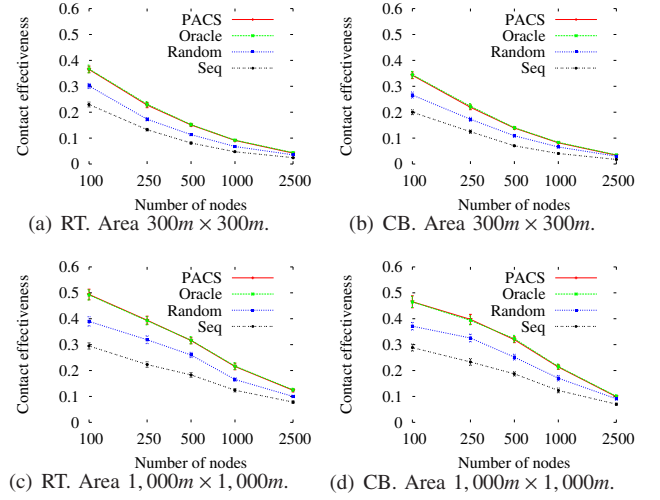 0.6
0.5
0.4
0.3
0.2
0.1
0
Contact effectiveness
PACS
Oracle
Random
Seq
100 250 500 1000 2500
Number of nodes
(a) RT. Area 300m × 300m.
0.6
0.5
0.4
0.3
0.2
0.1
0
Contact effectiveness
PACS
Oracle
Random
Seq
100 250 500 1000 2500
Number of nodes
(b) CB. Area 300m × 300m.
0.6
0.5
0.4
0.3
0.2
0.1
0
Contact effectiveness
PACS
Oracle
Random
Seq
100 250 500 1000 2500
Number of nodes
(c) RT. Area 1,000m × 1,000m.
0.6
0.5
0.4
0.3
0.2
0.1
0
Contact effectiveness
PACS
Oracle
Random
Seq
100 250 500 1000 2500
Number of nodes
(d) CB. Area 1,000m × 1,000m.